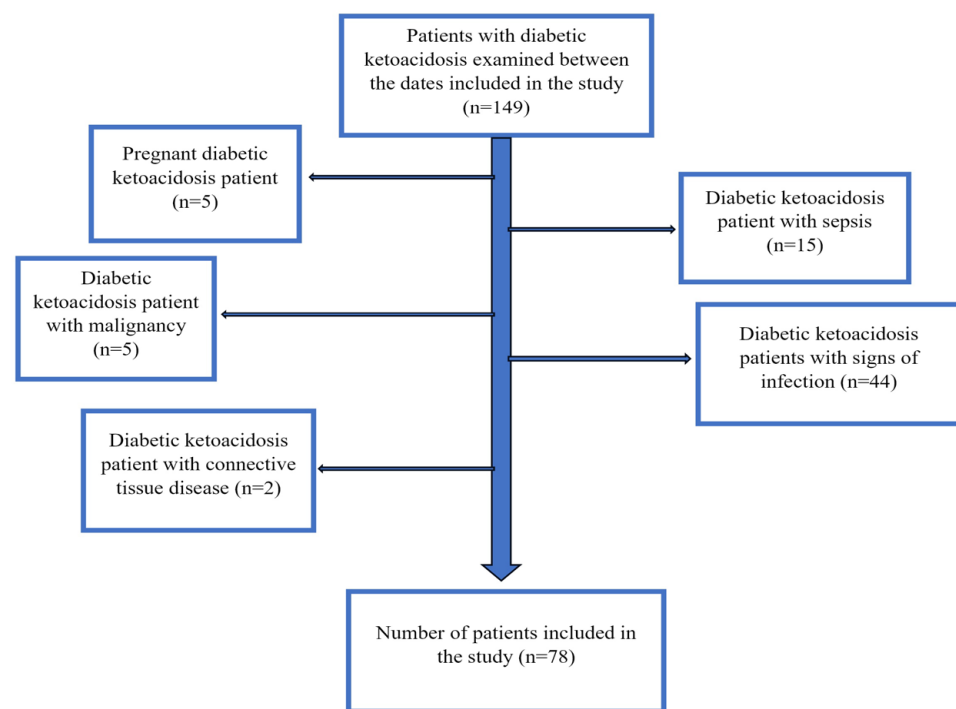 Patients with diabetic
ketoacidosis examined between
the dates included in the study
(n=149)
Pregnant diabetic
ketoacidosis patient
(n=5)
Diabetic ketoacidosis
patient with sepsis
(n=15)
Diabetic
ketoacidosis patient
with malignancy
(n=5)
Diabetic ketoacidosis
patients with signs of
infection (n=44)
Diabetic ketoacidosis
patient with connective
tissue disease (n=2)
Number of patients included in
the study (n=78)